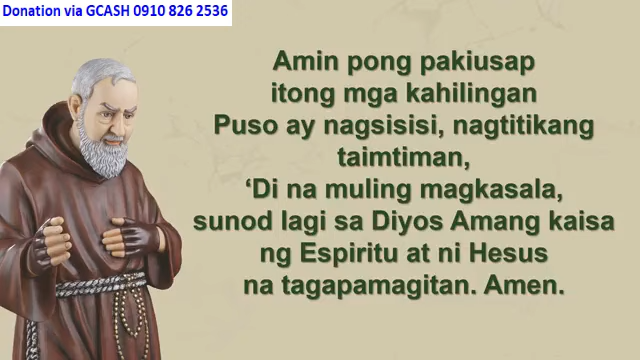 Donation via GCASH 0910 826 2536
Amin pong pakiusap
itong mga kahilingan
Puso ay nagsisisi, nagtitikang
taimtiman,
‘Di na muling magkasala,
sunod lagi sa Diyos Amang kaisa
ng Espiritu at ni Hesus
na tagapamagitan. Amen.